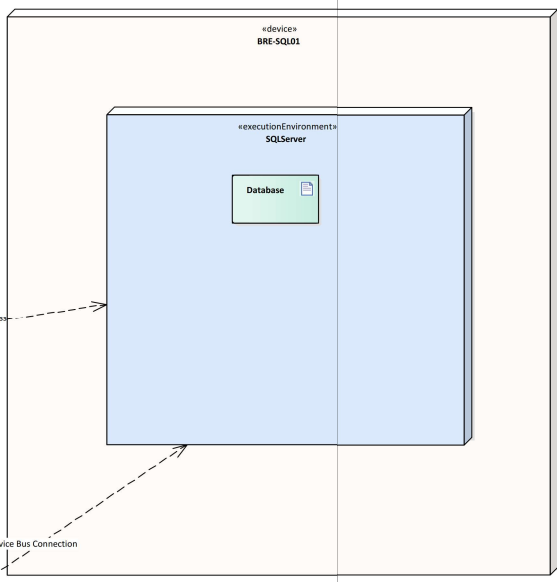 «device»
BRE-SQL01
«executionEnvironment»
SQLServer
Database
vice Bus Connection